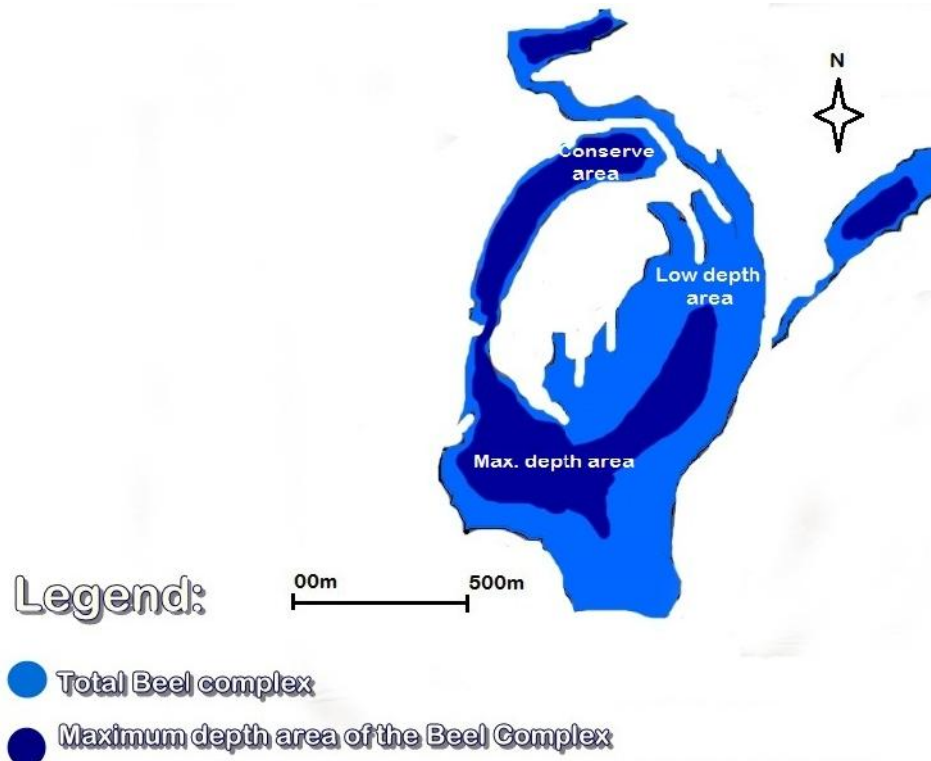 N
Conserve
area
Low depth
area
Max. depth area
00m 500m
Legend:
Total Beel complex
Maximum depth area of the Beel Complex